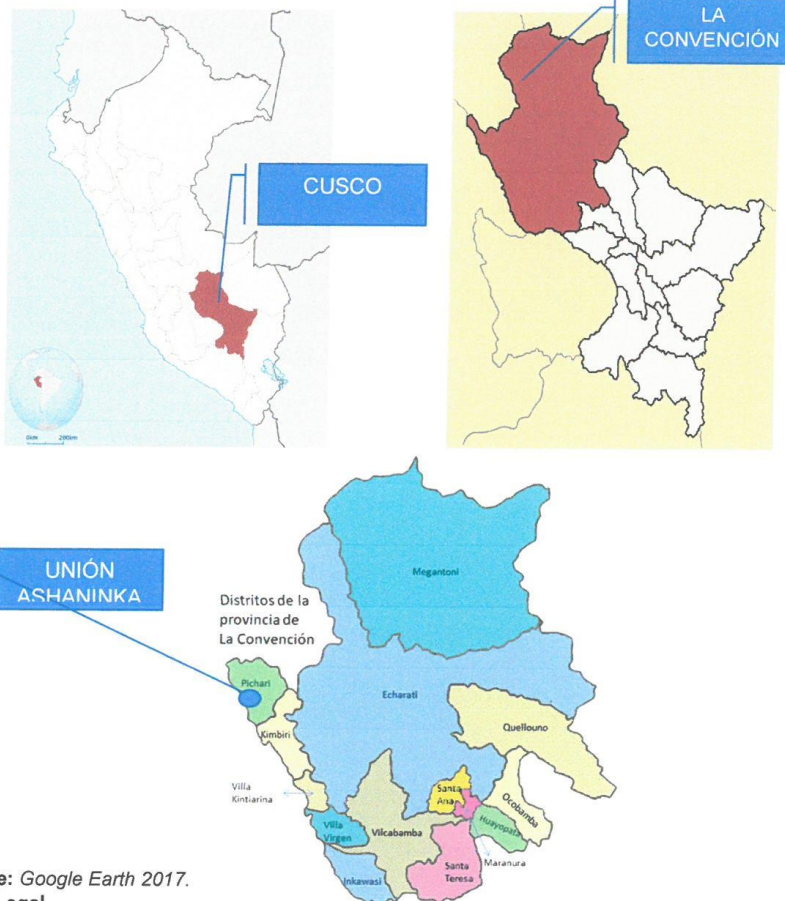 LA
CONVENCIÓN
CUSCO
0km 200km
UNIÓN
ASHANINKA
Distritos de la
provincia de
La Convención
Megantoni
Pichari
Echarati
Kimbiri
Quellouno
Villa
Kintiarina
Santa
Ana
Ocobamba
Villa
Virgen
Vilcabamba
Huayopata
Maranura
Santa
Teresa
Inkawasi
e: Google Earth 2017.